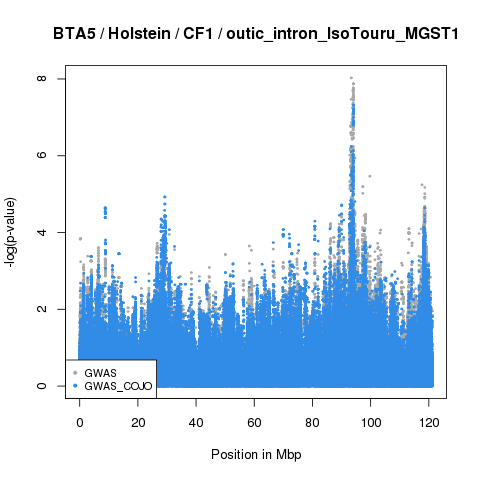 BTA5 / Holstein / CF1 / outic_intron_IsoTouru_MGST1
8
6
4
2
0
-log(p-value)
GWAS
GWAS_COJO
0 20 40 60 80 100 120
Position in Mbp